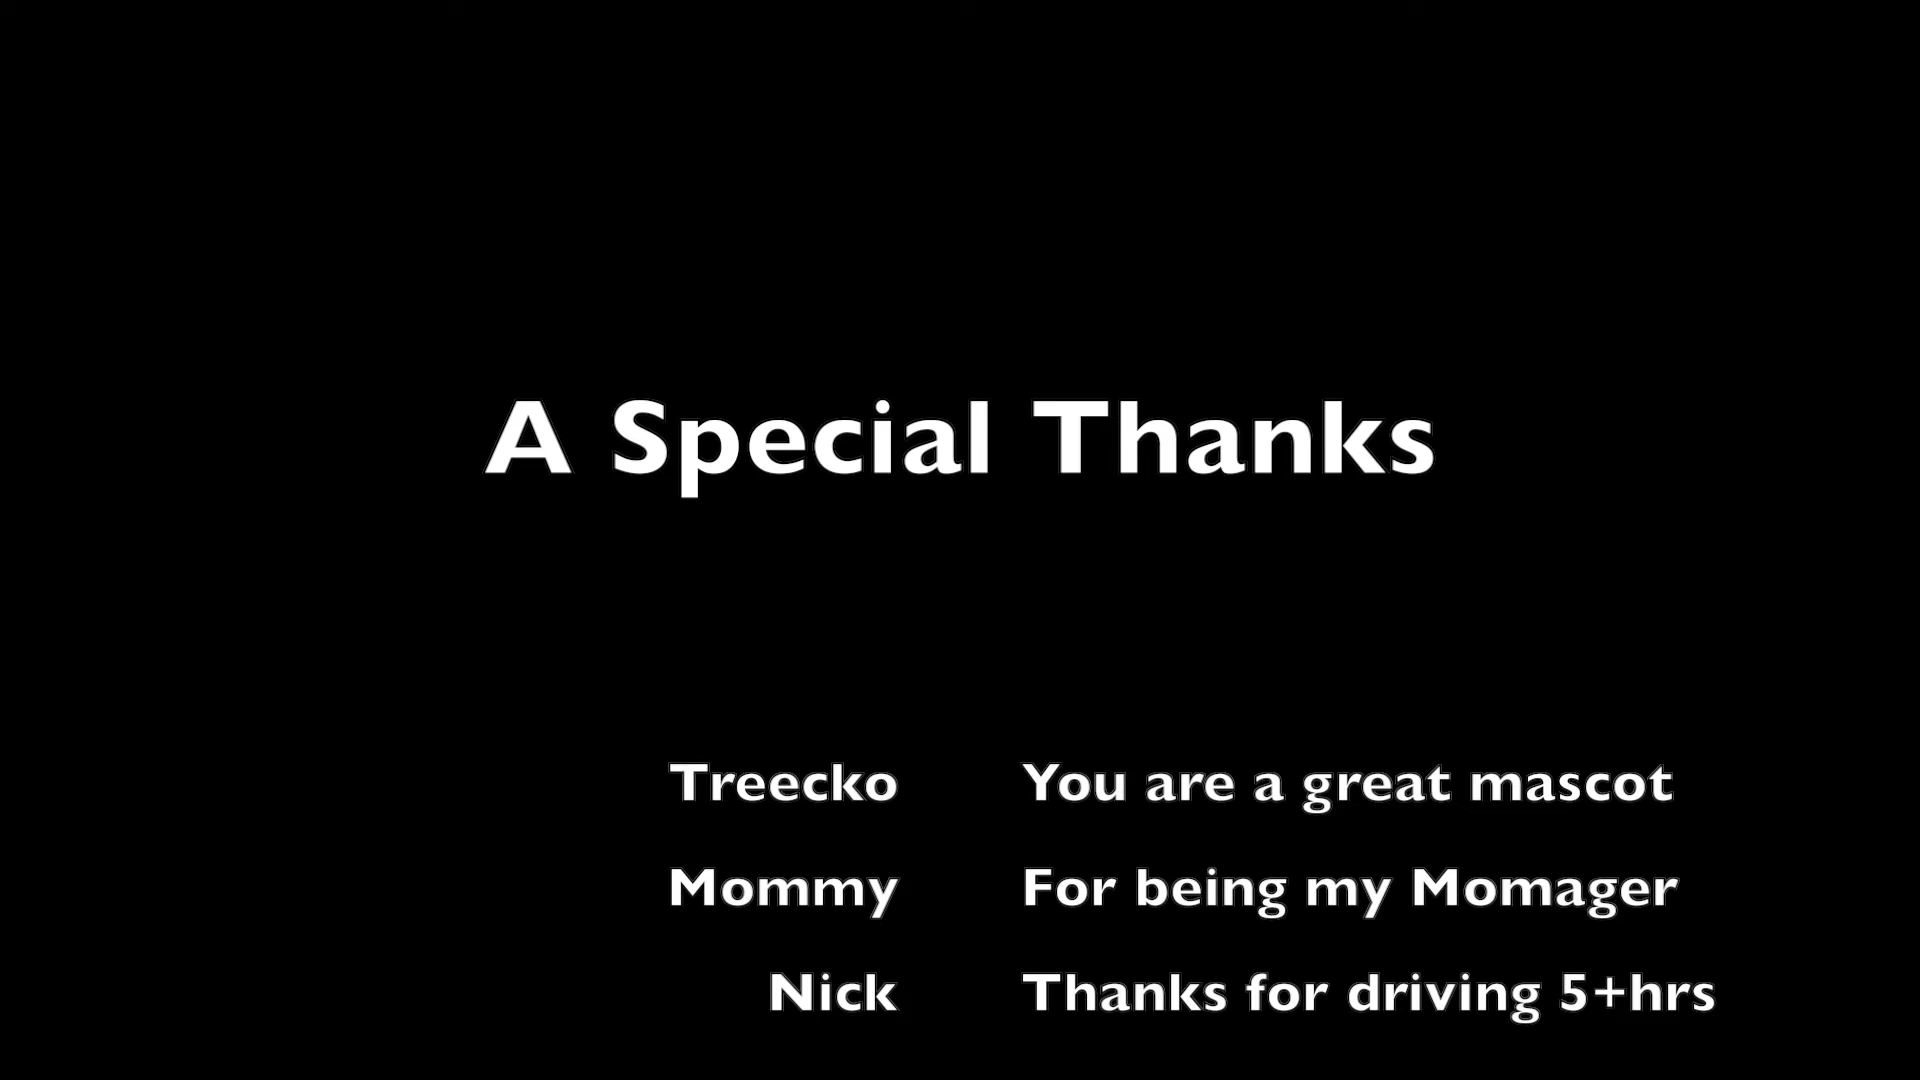 A Special Thanks
Treecko You are a great mascot
Mommy For being my Momager
Nick Thanks for driving 5+hrs